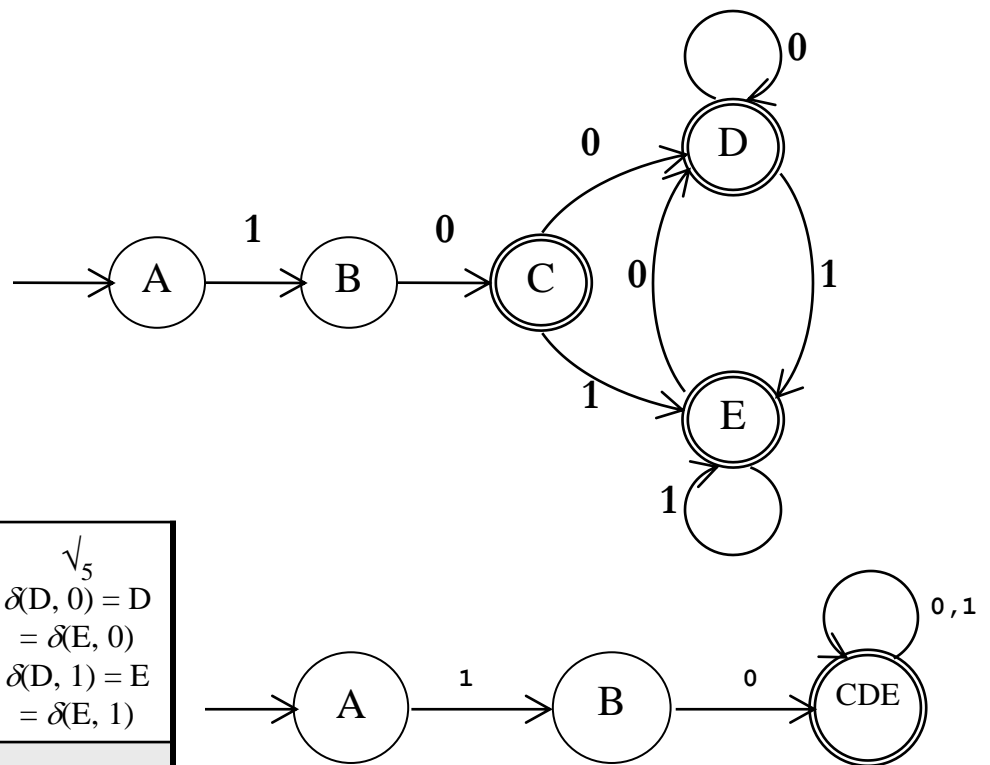 0
0
D
1
0
A
B
C
0
1
1
E
1
√5
δ(D, 0) = D
= δ(E, 0)
δ(D, 1) = E
= δ(E, 1)
0,1
A
1
B
0
CDE